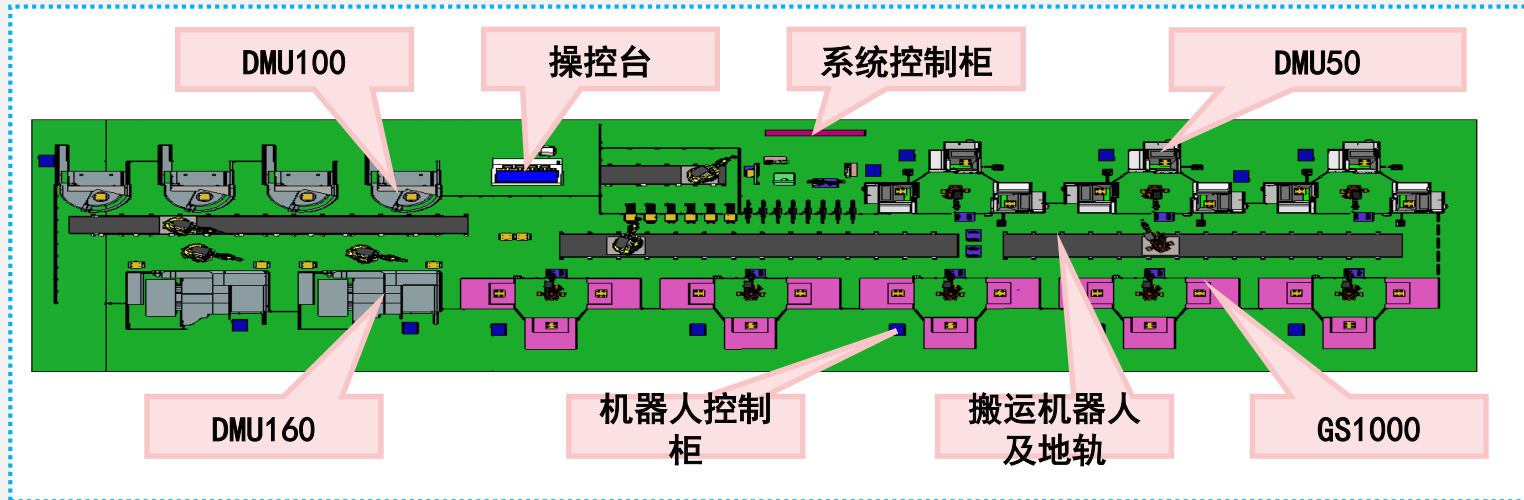 DMU100
操控台
系统控制柜
DMU50
DMU160
机器人控制
柜
搬运机器人
及地轨
GS1000